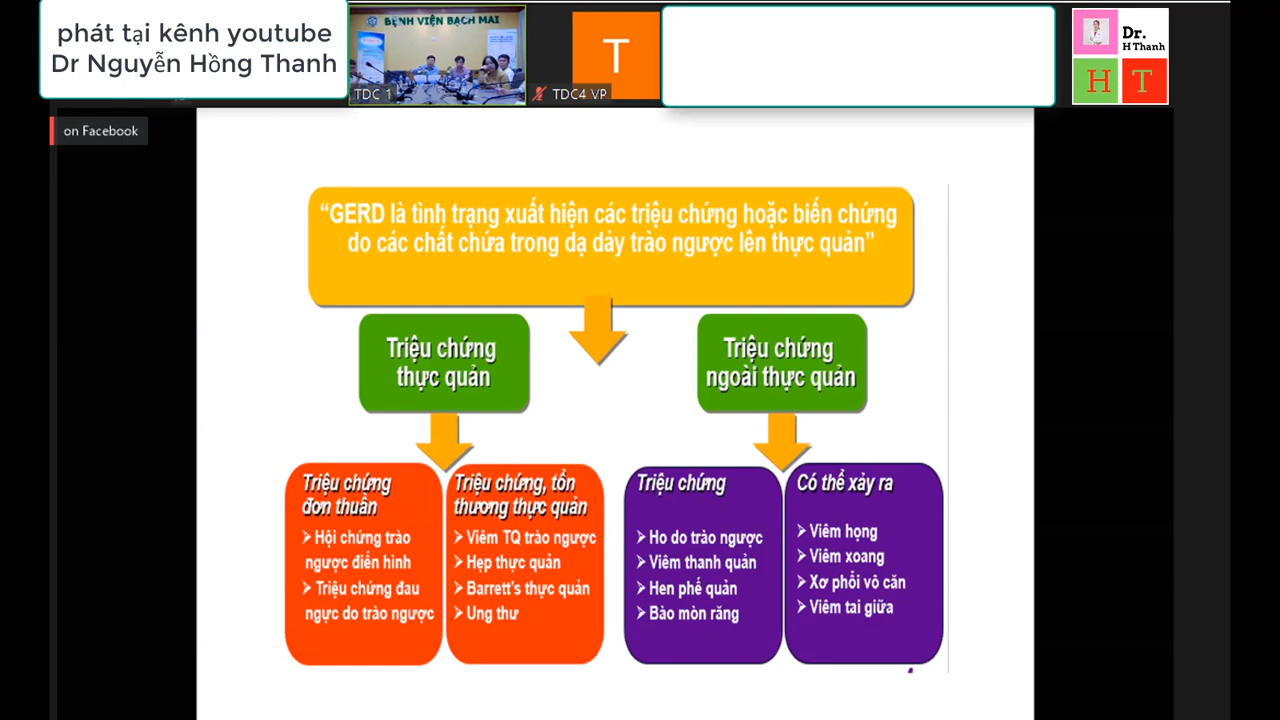 phát tại kênh youtube
Dr Nguyễn Hồng Thanh
BỆNH VIỆN BẠCH MAI
TDC 1
T
TDC4 VP
Dr.
H Thanh
H T
on Facebook
“GERD là tình trạng xuất hiện các triệu chứng hoặc biến chứng
do các chất chứa trong dạ dảy trào ngược lên thực quản”
Triệu chứng
thực quản
Triệu chứng
ngoài thực quản
Triệu chứng
đơn thuần
➢ Hội chứng trào
ngược điển hình
➢ Triệu chứng đau
ngực do trào ngược
Triệu chứng, tổn
thương thực quản
➢ Viêm TQ trào ngược
➢ Hẹp thực quản
➢ Barrett's thực quản
➢ Ung thư
Triệu chứng
➢ Ho do trào ngược
➢ Viêm thanh quản
➢ Hen phế quản
➢ Bào mòn răng
Có thể xảy ra
➢ Viêm họng
➢ Viêm xoang
➢ Xơ phổi vô căn
➢ Viêm tai giữa